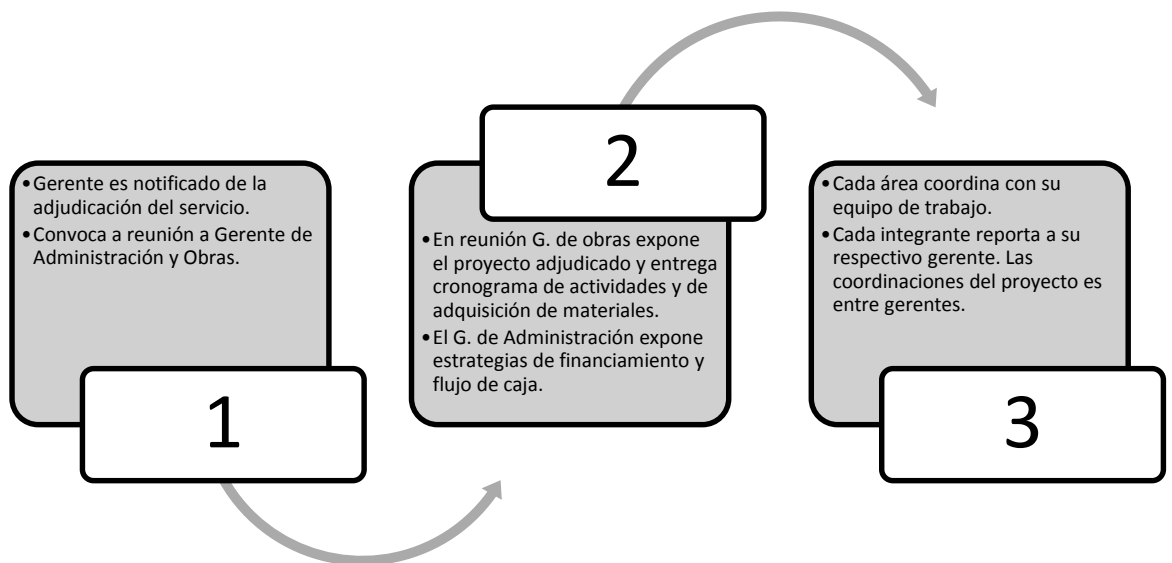 •Gerente es notificado de la
adjudicación del servicio.
•Convoca a reunión a Gerente de
Administración y Obras.
1
2
•En reunión G. de obras expone
el proyecto adjudicado y entrega
cronograma de actividades y de
adquisición de materiales.
•El G. de Administración expone
estrategias de financiamiento y
flujo de caja.
•Cada área coordina con su
equipo de trabajo.
•Cada integrante reporta a su
respectivo gerente. Las
coordinaciones del proyecto es
entre gerentes.
3